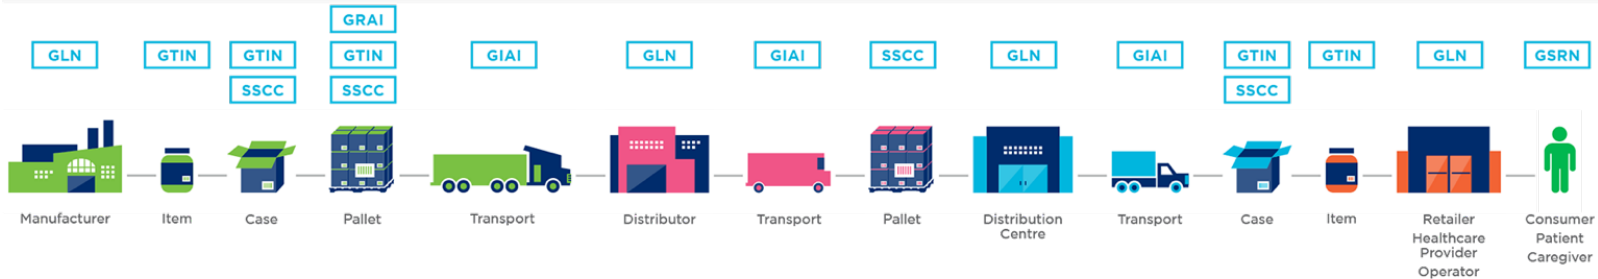 GRAI
GLN GTIN GTIN GTIN GIAI GLN GIAI SSCC GLN GIAI GTIN GTIN GLN GSRN
SSCC SSCC SSCC
Manufacturer Item Case Pallet Transport Distributor Transport Pallet Distribution Transport Case Item Retailer Consumer
Centre Healthcare Patient
Provider Caregiver
Operator